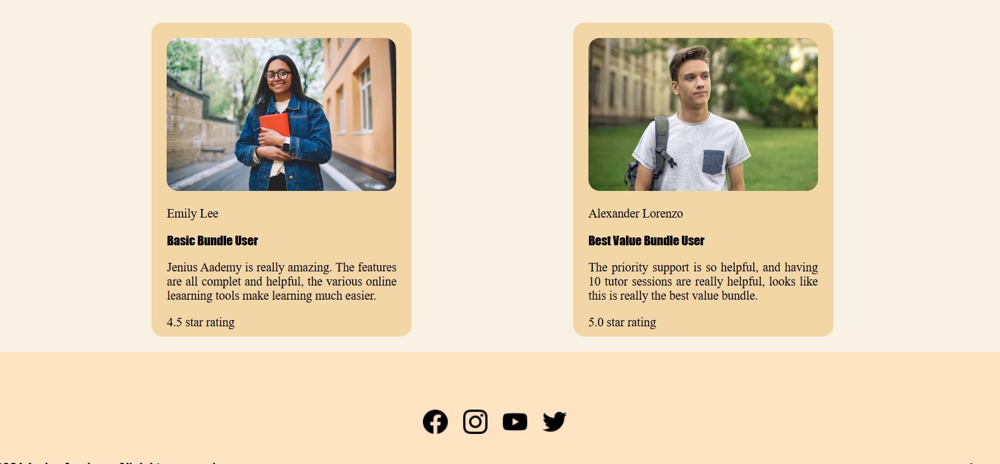 Emily Lee
Basic Bundle User
Jenius Aademy is really amazing. The features
are all complet and helpful, the various online
leaarning tools make learning much easier.
4.5 star rating
Alexander Lorenzo
Best Value Bundle User
The priority support is so helpful, and having
10 tutor sessions are really helpful, looks like
this is really the best value bundle.
5.0 star rating